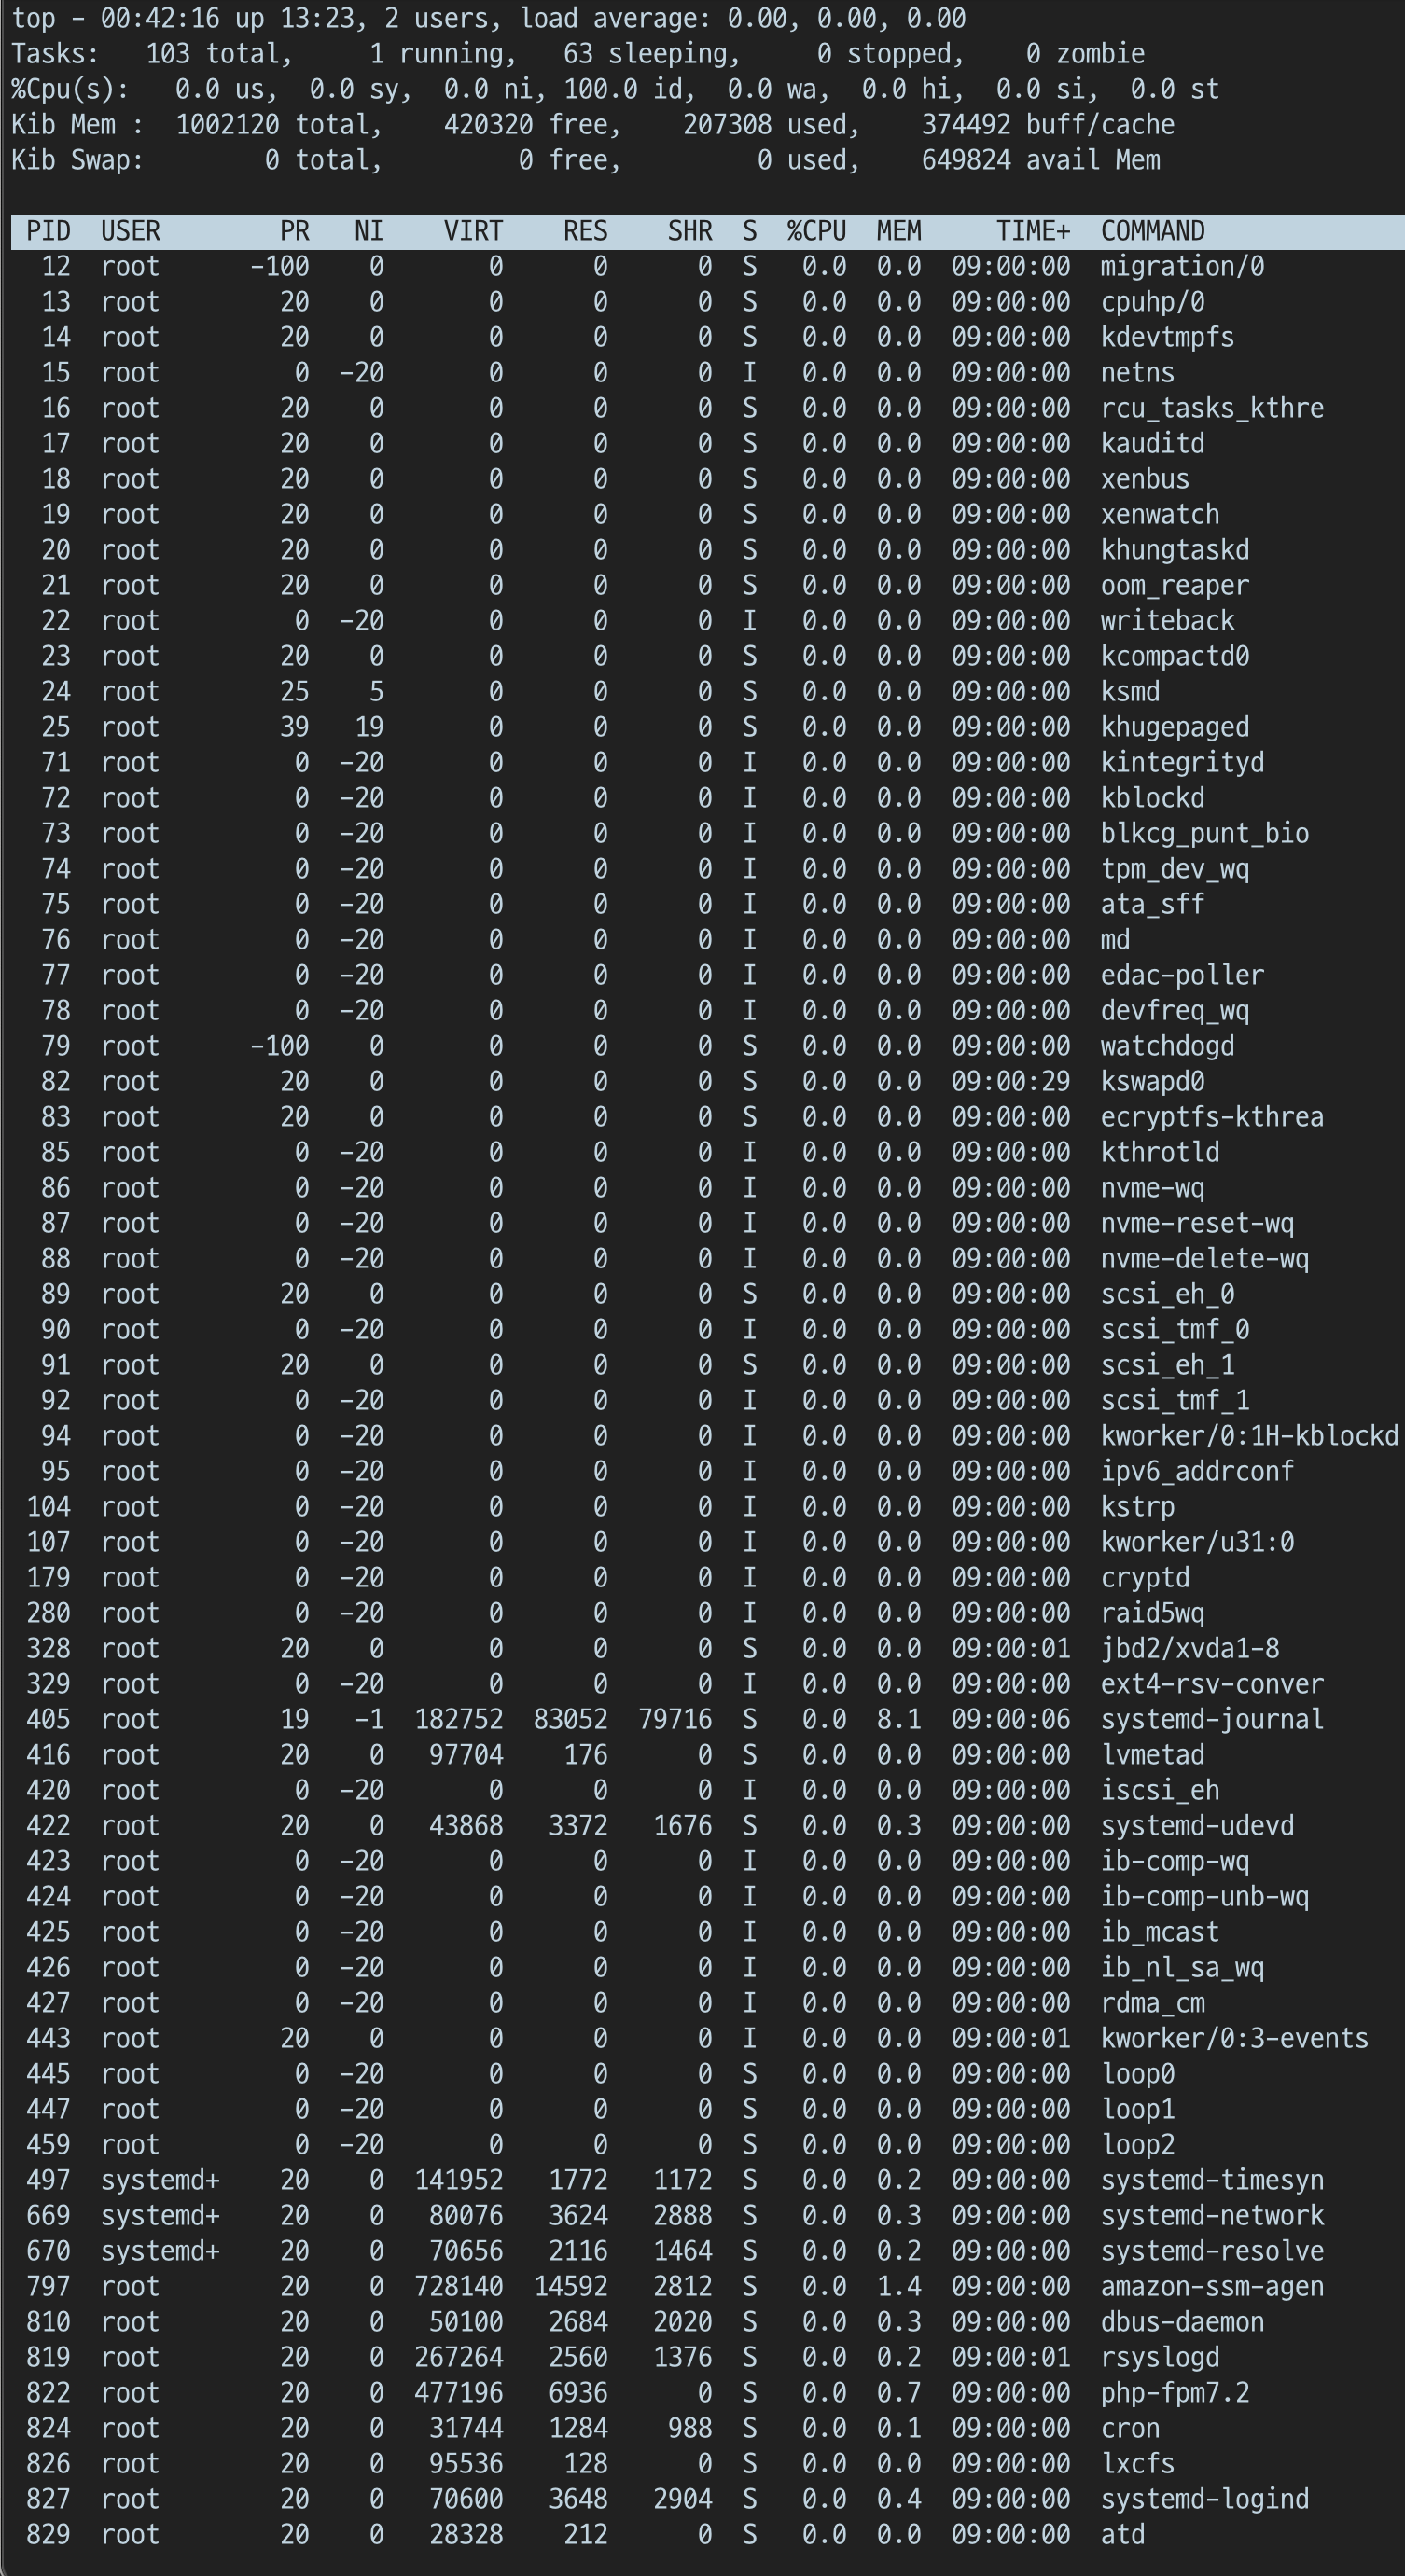 top - 00:42:16 up 13:23, 2 users, load average: 0.00, 0.00, 0.00
Tasks:   103 total,     1 running,   63 sleeping,     0 stopped,    0 zombie
%Cpu(s):   0.0 us,  0.0 sy,  0.0 ni, 100.0 id,  0.0 wa,  0.0 hi,  0.0 si,  0.0 st
Kib Mem :  1002120 total,    420320 free,    207308 used,    374492 buff/cache
Kib Swap:        0 total,         0 free,         0 used,    649824 avail Mem
PID  USER        PR   NI    VIRT    RES    SHR  S  %CPU  MEM     TIME+  COMMAND
12  root      -100    0       0      0      0  S   0.0  0.0  09:00:00  migration/0
13  root        20    0       0      0      0  S   0.0  0.0  09:00:00  cpuhp/0
14  root        20    0       0      0      0  S   0.0  0.0  09:00:00  kdevtmpfs
15  root         0  -20       0      0      0  I   0.0  0.0  09:00:00  netns
16  root        20    0       0      0      0  S   0.0  0.0  09:00:00  rcu_tasks_kthre
17  root        20    0       0      0      0  S   0.0  0.0  09:00:00  kauditd
18  root        20    0       0      0      0  S   0.0  0.0  09:00:00  xenbus
19  root        20    0       0      0      0  S   0.0  0.0  09:00:00  xenwatch
20  root        20    0       0      0      0  S   0.0  0.0  09:00:00  khungtaskd
21  root        20    0       0      0      0  S   0.0  0.0  09:00:00  oom_reaper
22  root         0  -20       0      0      0  I   0.0  0.0  09:00:00  writeback
23  root        20    0       0      0      0  S   0.0  0.0  09:00:00  kcompactd0
24  root        25    5       0      0      0  S   0.0  0.0  09:00:00  ksmd
25  root        39   19       0      0      0  S   0.0  0.0  09:00:00  khugepaged
71  root         0  -20       0      0      0  I   0.0  0.0  09:00:00  kintegrityd
72  root         0  -20       0      0      0  I   0.0  0.0  09:00:00  kblockd
73  root         0  -20       0      0      0  I   0.0  0.0  09:00:00  blkcg_punt_bio
74  root         0  -20       0      0      0  I   0.0  0.0  09:00:00  tpm_dev_wq
75  root         0  -20       0      0      0  I   0.0  0.0  09:00:00  ata_sff
76  root         0  -20       0      0      0  I   0.0  0.0  09:00:00  md
77  root         0  -20       0      0      0  I   0.0  0.0  09:00:00  edac-poller
78  root         0  -20       0      0      0  I   0.0  0.0  09:00:00  devfreq_wq
79  root      -100    0       0      0      0  S   0.0  0.0  09:00:00  watchdogd
82  root        20    0       0      0      0  S   0.0  0.0  09:00:29  kswapd0
83  root        20    0       0      0      0  S   0.0  0.0  09:00:00  ecryptfs-kthrea
85  root         0  -20       0      0      0  I   0.0  0.0  09:00:00  kthrotld
86  root         0  -20       0      0      0  I   0.0  0.0  09:00:00  nvme-wq
87  root         0  -20       0      0      0  I   0.0  0.0  09:00:00  nvme-reset-wq
88  root         0  -20       0      0      0  I   0.0  0.0  09:00:00  nvme-delete-wq
89  root        20    0       0      0      0  S   0.0  0.0  09:00:00  scsi_eh_0
90  root         0  -20       0      0      0  I   0.0  0.0  09:00:00  scsi_tmf_0
91  root        20    0       0      0      0  S   0.0  0.0  09:00:00  scsi_eh_1
92  root         0  -20       0      0      0  I   0.0  0.0  09:00:00  scsi_tmf_1
94  root         0  -20       0      0      0  I   0.0  0.0  09:00:00  kworker/0:1H-kblockd
95  root         0  -20       0      0      0  I   0.0  0.0  09:00:00  ipv6_addrconf
104  root         0  -20       0      0      0  I   0.0  0.0  09:00:00  kstrp
107  root         0  -20       0      0      0  I   0.0  0.0  09:00:00  kworker/u31:0
179  root         0  -20       0      0      0  I   0.0  0.0  09:00:00  cryptd
280  root         0  -20       0      0      0  I   0.0  0.0  09:00:00  raid5wq
328  root        20    0       0      0      0  S   0.0  0.0  09:00:01  jbd2/xvda1-8
329  root         0  -20       0      0      0  I   0.0  0.0  09:00:00  ext4-rsv-conver
405  root        19   -1  182752  83052  79716  S   0.0  8.1  09:00:06  systemd-journal
416  root        20    0   97704    176      0  S   0.0  0.0  09:00:00  lvmetad
420  root         0  -20       0      0      0  I   0.0  0.0  09:00:00  iscsi_eh
422  root        20    0   43868   3372   1676  S   0.0  0.3  09:00:00  systemd-udevd
423  root         0  -20       0      0      0  I   0.0  0.0  09:00:00  ib-comp-wq
424  root         0  -20       0      0      0  I   0.0  0.0  09:00:00  ib-comp-unb-wq
425  root         0  -20       0      0      0  I   0.0  0.0  09:00:00  ib_mcast
426  root         0  -20       0      0      0  I   0.0  0.0  09:00:00  ib_nl_sa_wq
427  root         0  -20       0      0      0  I   0.0  0.0  09:00:00  rdma_cm
443  root        20    0       0      0      0  I   0.0  0.0  09:00:01  kworker/0:3-events
445  root         0  -20       0      0      0  S   0.0  0.0  09:00:00  loop0
447  root         0  -20       0      0      0  S   0.0  0.0  09:00:00  loop1
459  root         0  -20       0      0      0  S   0.0  0.0  09:00:00  loop2
497  systemd+    20    0  141952   1772   1172  S   0.0  0.2  09:00:00  systemd-timesyn
669  systemd+    20    0   80076   3624   2888  S   0.0  0.3  09:00:00  systemd-network
670  systemd+    20    0   70656   2116   1464  S   0.0  0.2  09:00:00  systemd-resolve
797  root        20    0  728140  14592   2812  S   0.0  1.4  09:00:00  amazon-ssm-agen
810  root        20    0   50100   2684   2020  S   0.0  0.3  09:00:00  dbus-daemon
819  root        20    0  267264   2560   1376  S   0.0  0.2  09:00:01  rsyslogd
822  root        20    0  477196   6936      0  S   0.0  0.7  09:00:00  php-fpm7.2
824  root        20    0   31744   1284    988  S   0.0  0.1  09:00:00  cron
826  root        20    0   95536    128      0  S   0.0  0.0  09:00:00  lxcfs
827  root        20    0   70600   3648   2904  S   0.0  0.4  09:00:00  systemd-logind
829  root        20    0   28328    212      0  S   0.0  0.0  09:00:00  atd